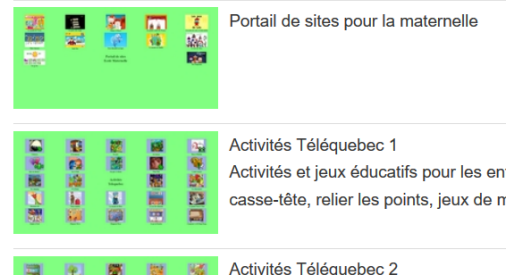 Portail de sites pour la maternelle
Activités Téléquebec 1
Activités et jeux éducatifs pour les en
casse-tête, relier les points, jeux de m
Activités Téléquebec 2